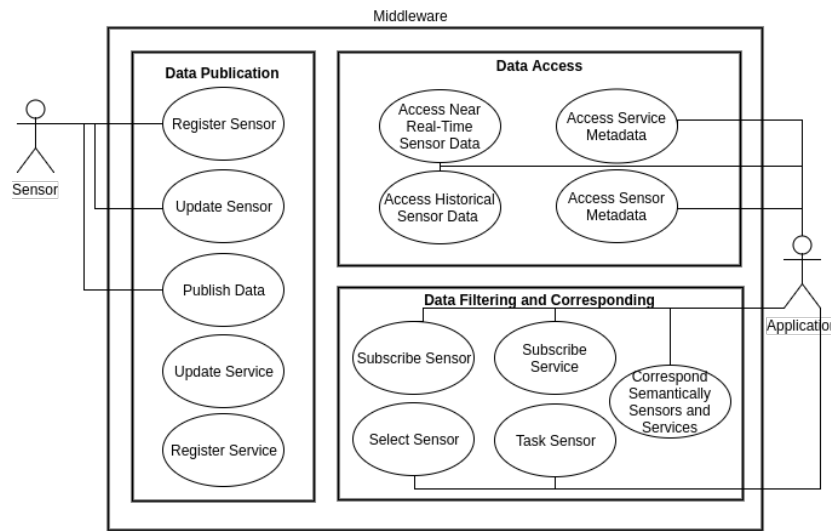 Middleware
Data Publication
Register Sensor
Update Sensor
Publish Data
Update Service
Register Service
Sensor
Data Access
Access Near
Real-Time
Sensor Data
Access Service
Metadata
Access Historical
Sensor Data
Access Sensor
Metadata
Data Filtering and Corresponding
Subscribe Sensor
Subscribe
Service
Correspond
Semantically
Sensors and
Services
Select Sensor
Task Sensor
Application